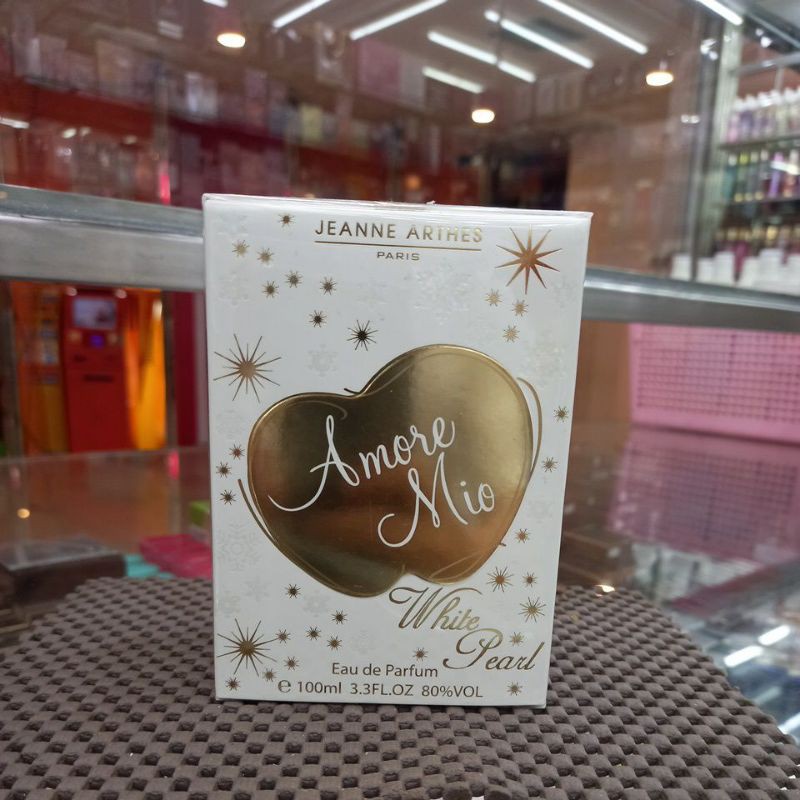 JEANNE ARTHES
PARIS
Amore
Mio
White
Pearl
Eau de Parfum
℮ 100ml 3.3FL.OZ 80%VOL